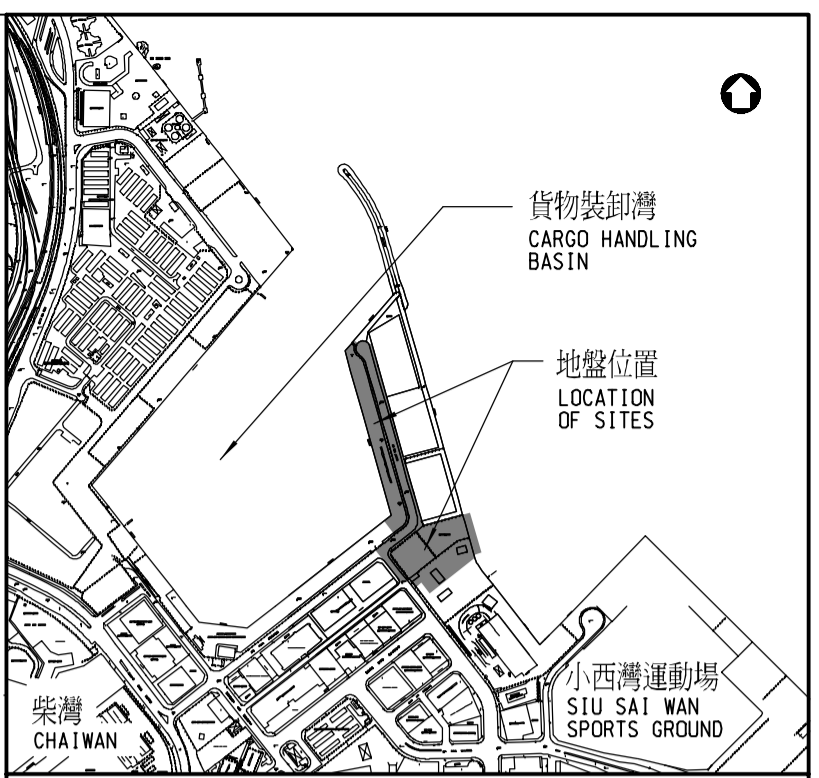 貨物裝卸灣
CARGO HANDLING
BASIN
地盤位置
LOCATION
OF SITES
小西灣運動場
SIU SAI WAN
SPORTS GROUND
柴灣
CHAIWAN